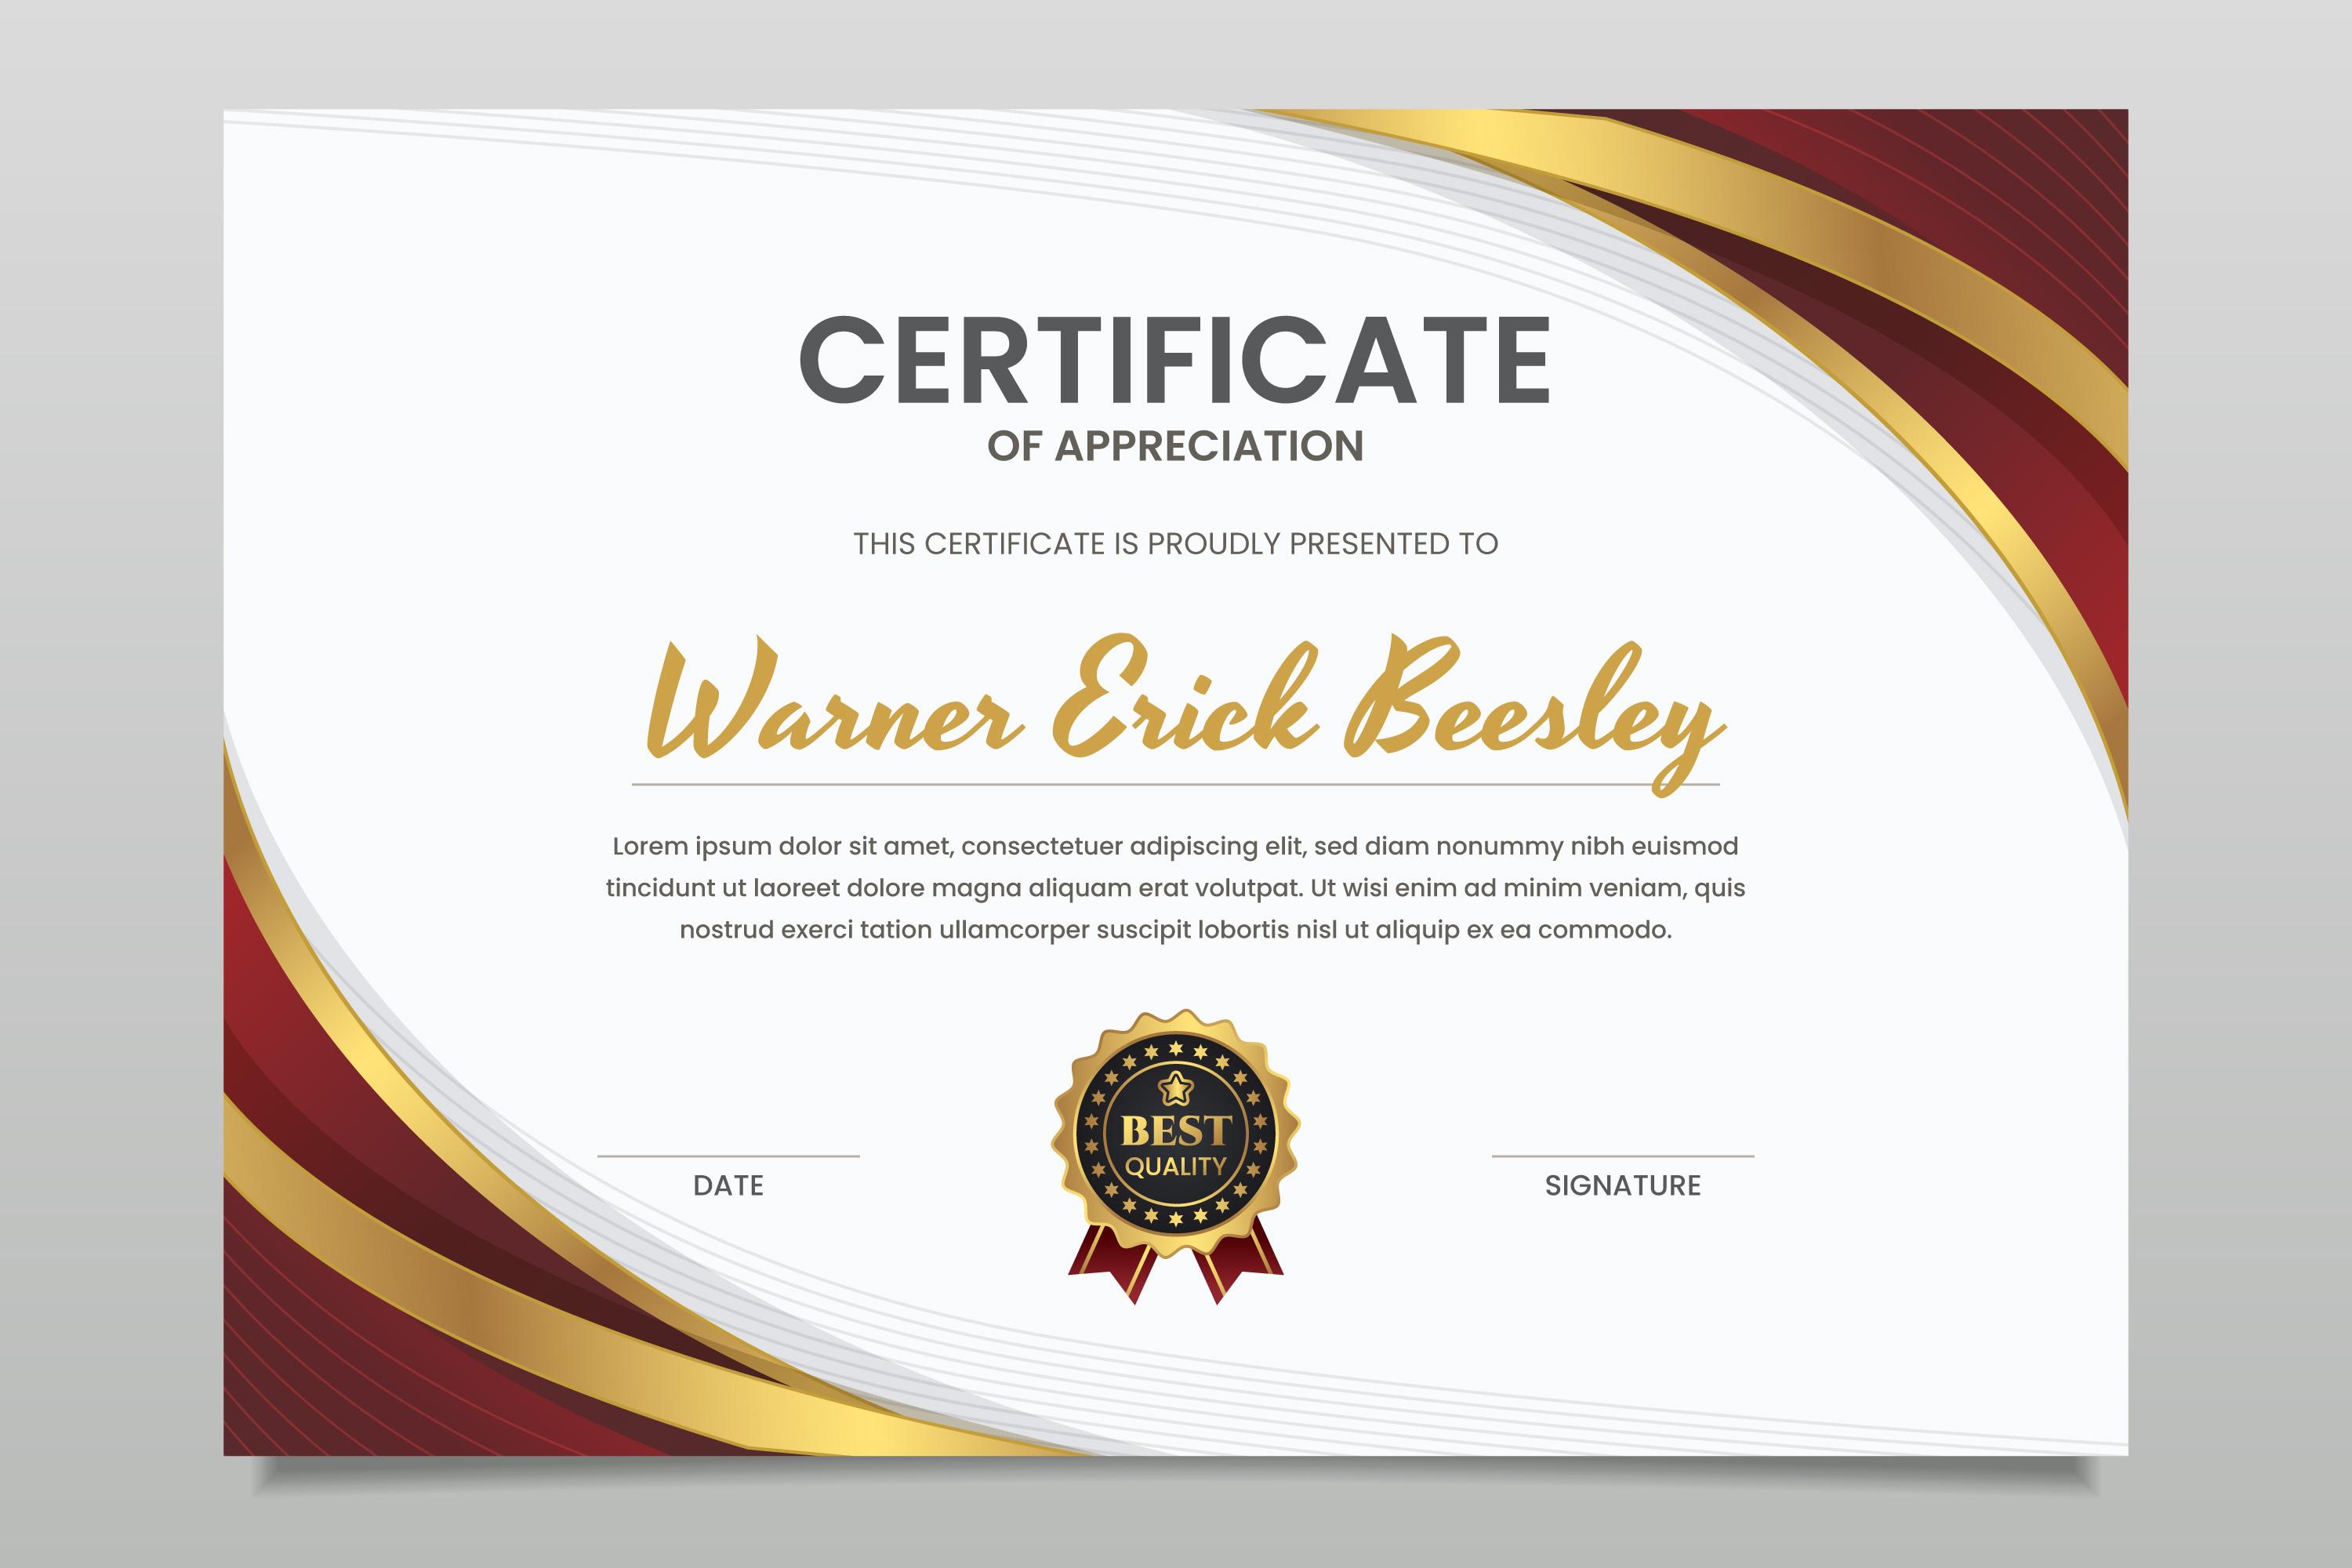 CERTIFICATE
OF APPRECIATION
THIS CERTIFICATE IS PROUDLY PRESENTED TO
Warner Erick Beesley
Lorem ipsum dolor sit amet, consectetuer adipiscing elit, sed diam nonummy nibh euismod
tincidunt ut laoreet dolore magna aliquam erat volutpat. Ut wisi enim ad minim veniam, quis
nostrud exerci tation ullamcorper suscipit lobortis nisl ut aliquip ex ea commodo.
BEST
QUALITY
DATE
SIGNATURE